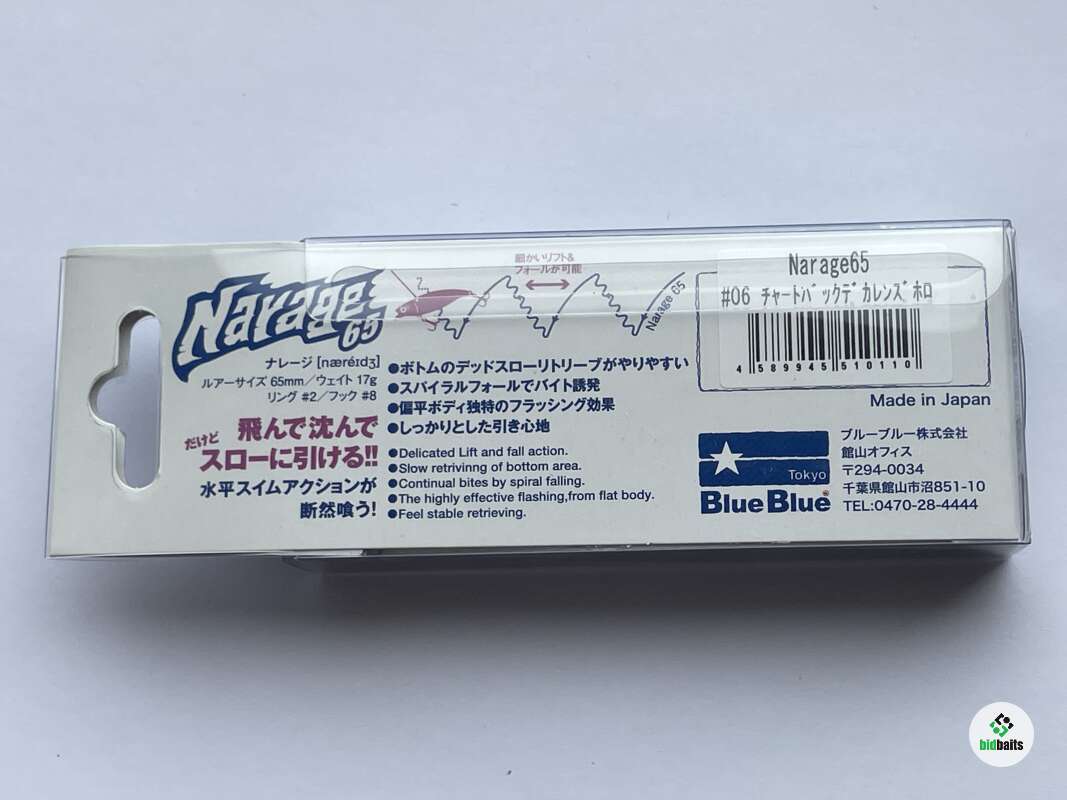 Narage
65
ナレージ [næréɪdʒ]
ルアーサイズ 65mm／ウェイト 17g
リング #2／フック #8
飛んで沈んで
だけど
スローに引ける!!
水平スイムアクションが
断然喰う!
細かいリフト&
フォールが可能
Narage 65
●ボトムのデッドスローリトリーブがやりやすい
●スパイラルフォールでバイト誘発
●偏平ボディ独特のフラッシング効果
●しっかりとした引き心地
●Delicated Lift and fall action.
●Slow retrivinng of bottom area.
●Continual bites by spiral falling.
●The highly effective flashing,from flat body.
●Feel stable retrieving.
Narage65
#06 チャートバックデカレンズホロ
4 589945 510110
Made in Japan
Tokyo
BlueBlue®
ブルーブルー株式会社
館山オフィス
〒294-0034
千葉県館山市沼851-10
TEL:0470-28-4444
bidbaits